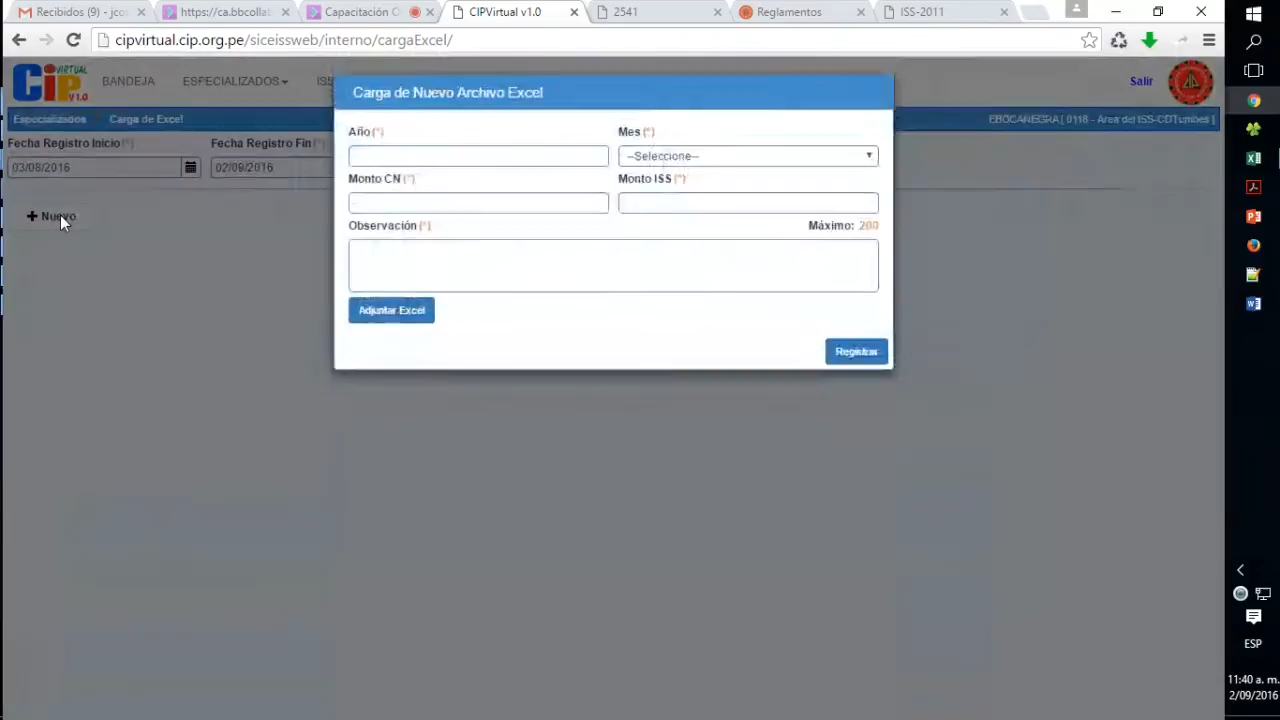 Recibidos (9) - jco
https://ca.bbcollab
Capacitación O
CIPVirtual v1.0
2541
Reglamentos
ISS-2011
cipvirtual.cip.org.pe/siceissweb/interno/cargaExcel/
CIP VIRTUAL V1.0
BANDEJA
ESPECIALIZADOS
Salir
Carga de Nuevo Archivo Excel
Especializados
Carga de Excel
EBOCANEGRA [ 0118 - Area del ISS-CDTumbes ]
Fecha Registro Inicio(*)
Fecha Registro Fin(*)
03/08/2016
02/09/2016
Año(*)
Mes (*)
--Seleccione--
Monto CN (*)
Monto ISS(*)
+ Nuevo
Observación(*)
Máximo: 200
Adjuntar Excel
Registrar
ESP
11:40 a. m.
2/09/2016